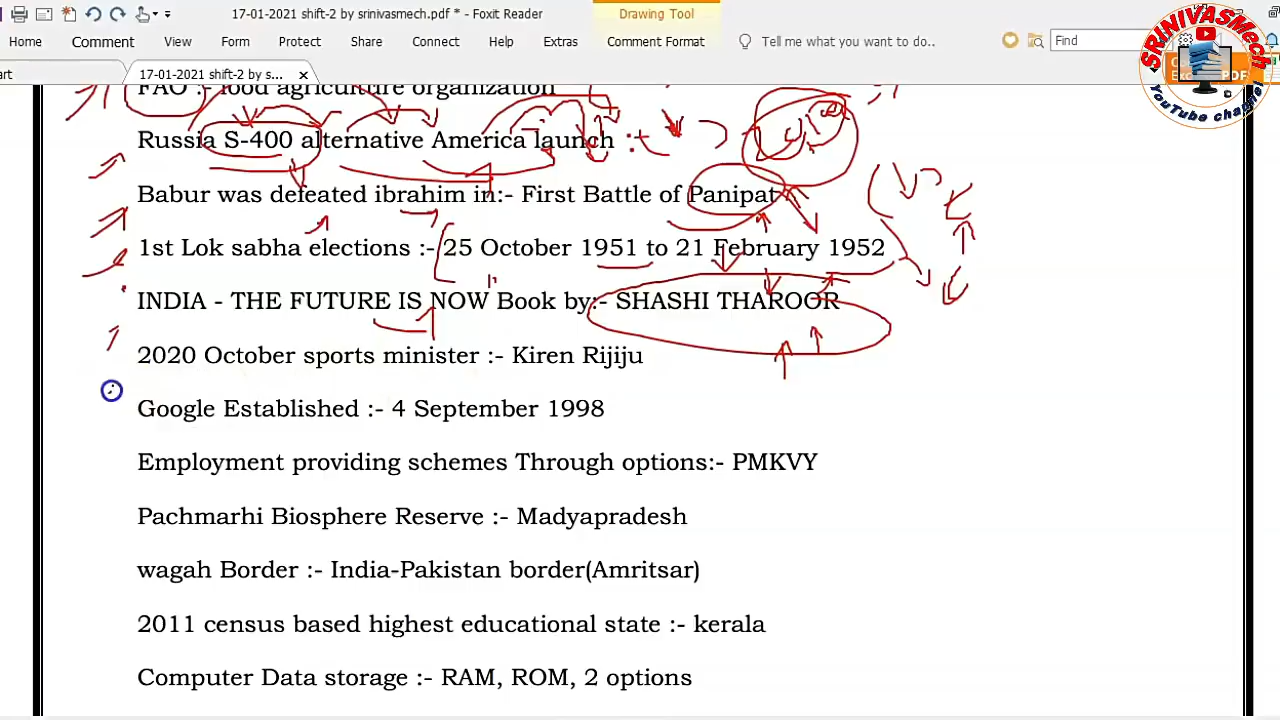 17-01-2021 shift-2 by srinivasmech.pdf * - Foxit Reader
Drawing Tool
Home Comment View Form Protect Share Connect Help Extras Comment Format Tell me what you want to do.. Find
art 17-01-2021 shift-2 by s... PDF
SRINIVASMech
YouTube channel
FAO :- food agriculture organization
Russia S-400 alternative America launch :-
Babur was defeated ibrahim in:- First Battle of Panipat
1st Lok sabha elections :- 25 October 1951 to 21 February 1952
INDIA - THE FUTURE IS NOW Book by:- SHASHI THAROOR
2020 October sports minister :- Kiren Rijiju
Google Established :- 4 September 1998
Employment providing schemes Through options:- PMKVY
Pachmarhi Biosphere Reserve :- Madyapradesh
wagah Border :- India-Pakistan border(Amritsar)
2011 census based highest educational state :- kerala
Computer Data storage :- RAM, ROM, 2 options